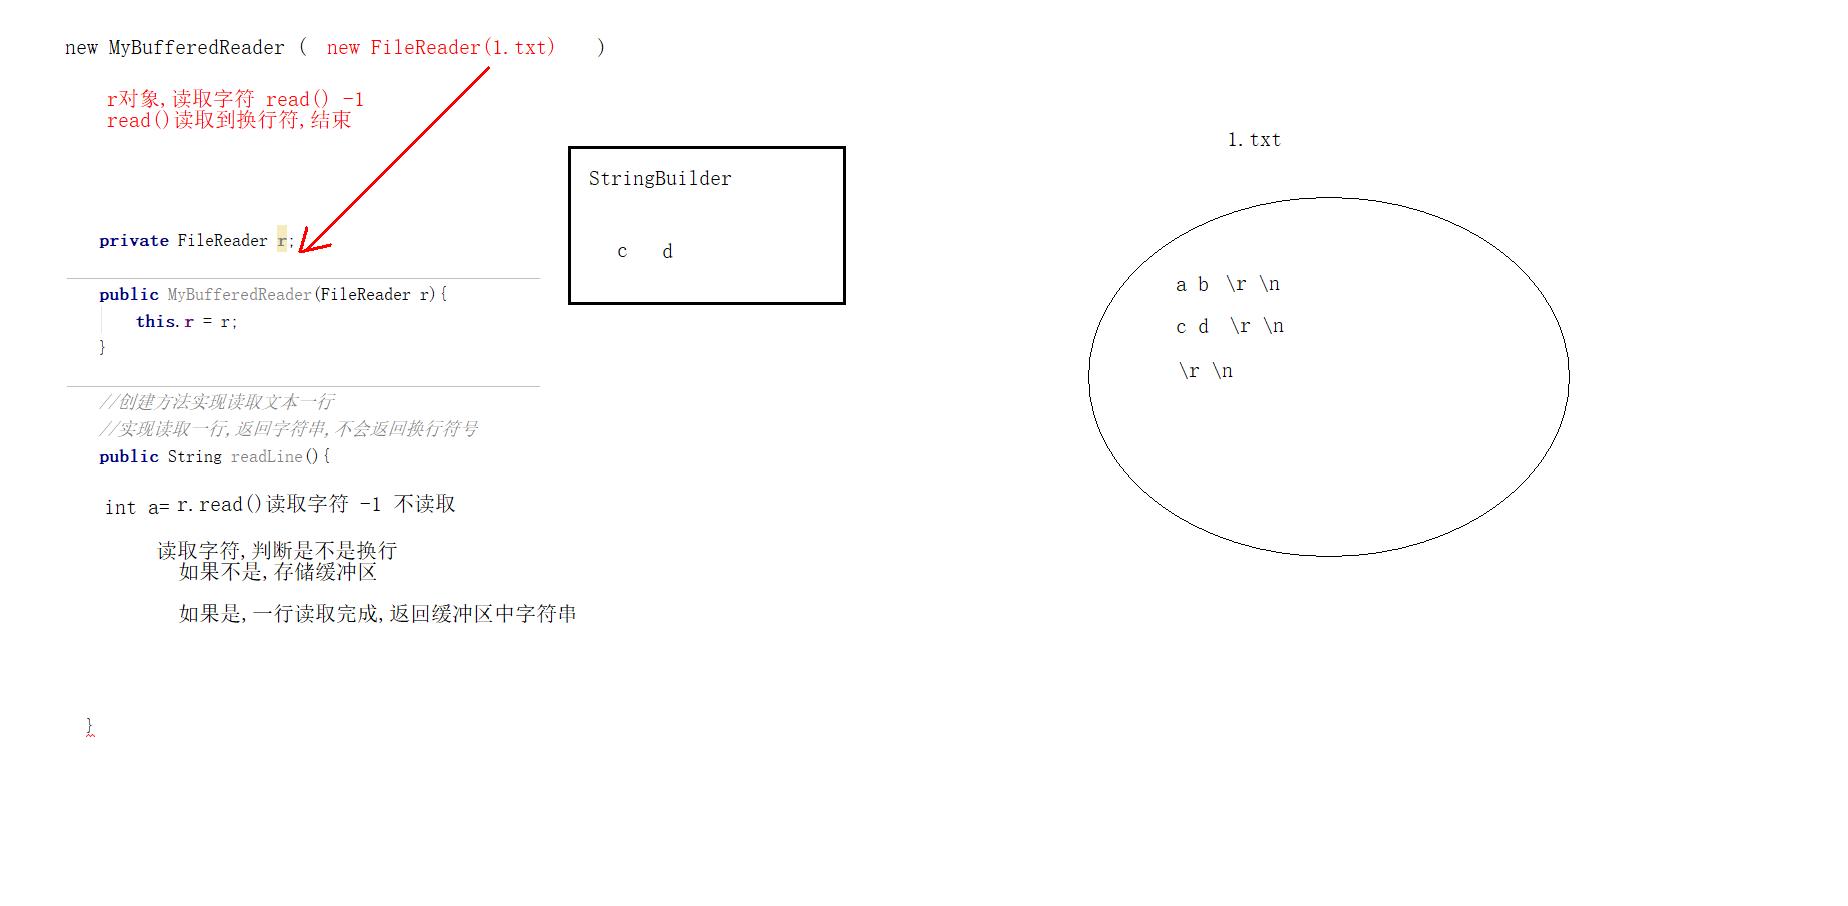 new MyBufferedReader ( new FileReader(1.txt) )
r对象,读取字符 read() -1
read()读取到换行符,结束
private FileReader r;
public MyBufferedReader(FileReader r){
this.r = r;
}
//创建方法实现读取文本一行
//实现读取一行,返回字符串,不会返回换行符号
public String readLine(){
int a= r.read()读取字符 -1 不读取
读取字符,判断是不是换行
如果不是,存储缓冲区
如果是,一行读取完成,返回缓冲区中字符串
}
StringBuilder
c d
1.txt
a b \r \n
c d \r \n
\r \n